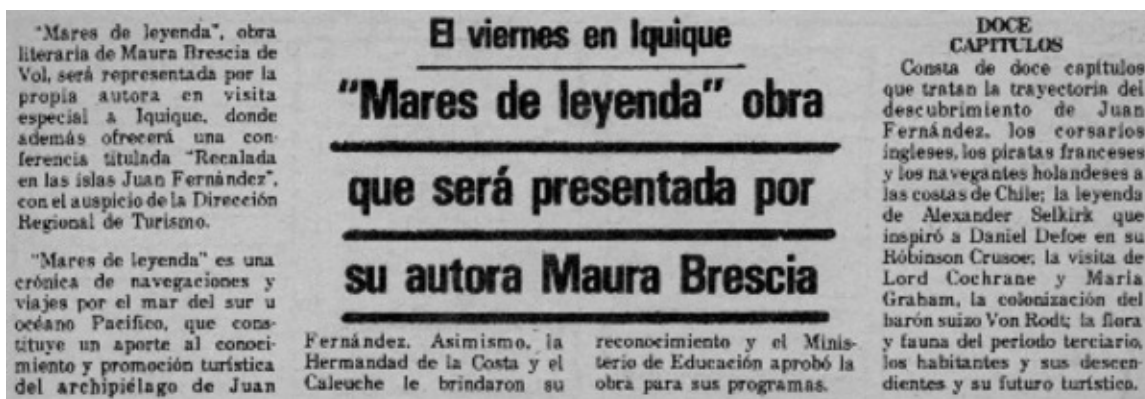 El viernes en Iquique
"Mares de leyenda" obra
que será presentada por
su autora Maura Brescia
"Mares de leyenda", obra
literaria de Maura Brescia de
Vol, será representada por la
propia autora en visita
especial a Iquique, donde
además ofrecerá una con-
ferencia titulada "Recalada
en las islas Juan Fernández",
con el auspicio de la Dirección
Regional de Turismo.
"Mares de leyenda" es una
crónica de navegaciones y
viajes por el mar del sur u
océano Pacífico, que cons-
tituye un aporte al conoci-
miento y promoción turística
del archipiélago de Juan
Fernández. Asimismo, la
Hermandad de la Costa y el
Caleuche le brindaron su
reconocimiento y el Minis-
terio de Educación aprobó la
obra para sus programas.
DOCE
CAPITULOS
Consta de doce capítulos
que tratan la trayectoria del
descubrimiento de Juan
Fernández, los corsarios
ingleses, los piratas franceses
y los navegantes holandeses a
las costas de Chile; la leyenda
de Alexander Selkirk que
inspiró a Daniel Defoe en su
Róbinson Crusoe; la visita de
Lord Cochrane y María
Graham, la colonización del
barón suizo Von Rodt; la flora
y fauna del periodo terciario,
los habitantes y sus descen-
dientes y su futuro turístico.